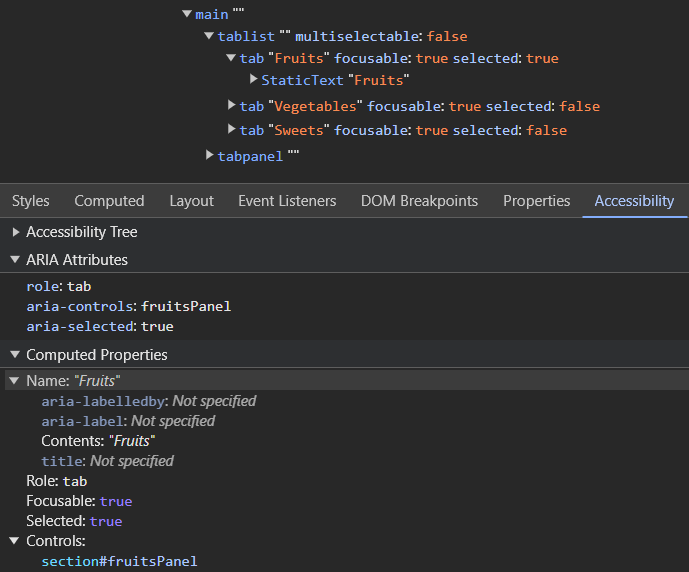 main ""
tablist "" multiselectable: false
tab "Fruits" focusable: true selected: true
StaticText "Fruits"
tab "Vegetables" focusable: true selected: false
tab "Sweets" focusable: true selected: false
tabpanel ""
Styles Computed Layout Event Listeners DOM Breakpoints Properties Accessibility
Accessibility Tree
ARIA Attributes
role: tab
aria-controls: fruitsPanel
aria-selected: true
Computed Properties
Name: "Fruits"
aria-labelledby: Not specified
aria-label: Not specified
Contents: "Fruits"
title: Not specified
Role: tab
Focusable: true
Selected: true
Controls:
section#fruitsPanel